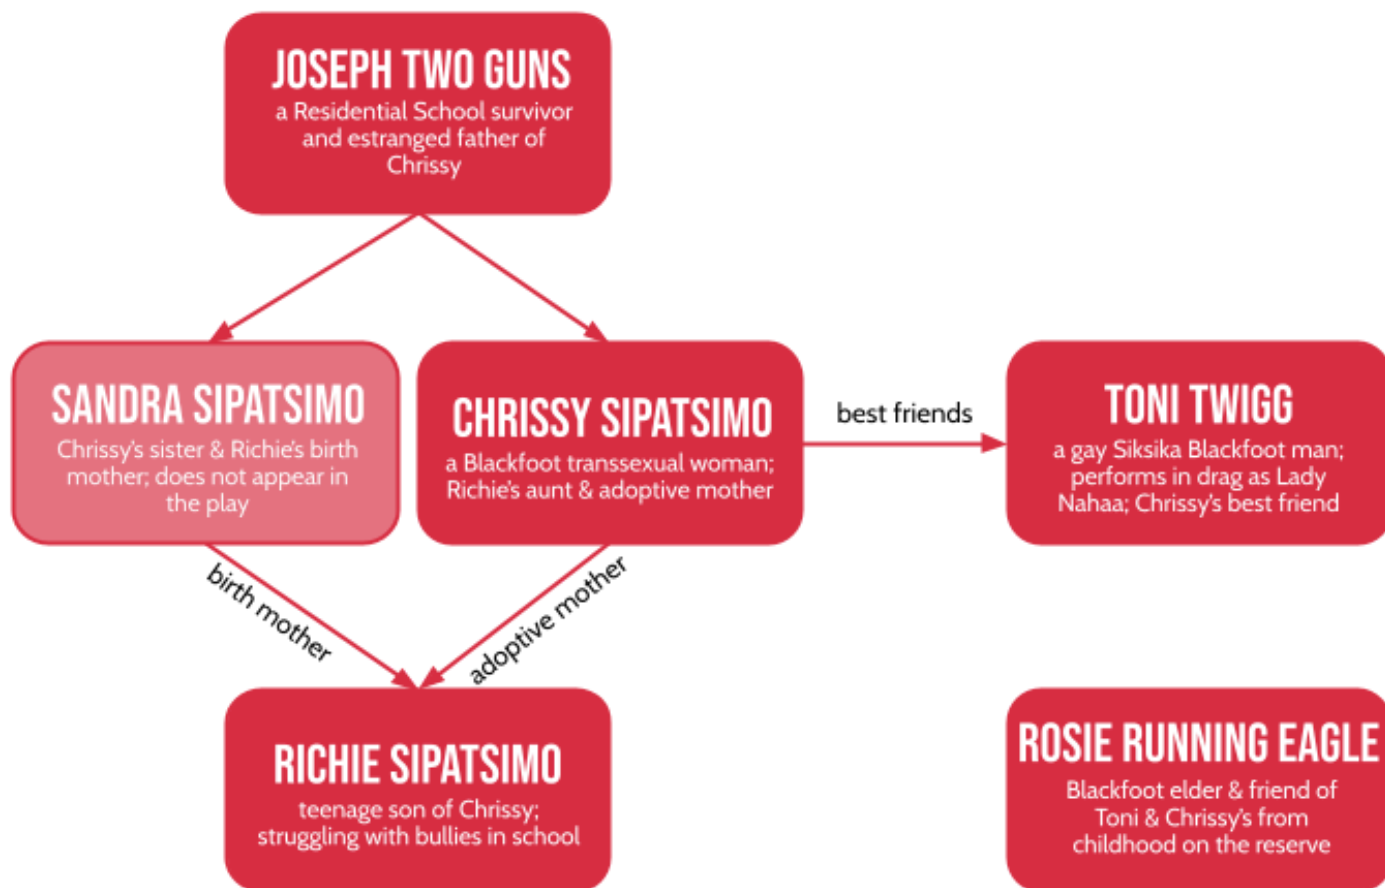 JOSEPH TWO GUNS
a Residential School survivor
and estranged father of
Chrissy
SANDRA SIPATSIMO
Chrissy's sister & Richie's birth
mother; does not appear in
the play
CHRISSY SIPATSIMO
a Blackfoot transsexual woman;
Richie's aunt & adoptive mother
best friends
TONI TWIGG
a gay Siksika Blackfoot man;
performs in drag as Lady
Nahaa; Chrissy's best friend
birth mother
adoptive mother
RICHIE SIPATSIMO
teenage son of Chrissy;
struggling with bullies in school
ROSIE RUNNING EAGLE
Blackfoot elder & friend of
Toni & Chrissy's from
childhood on the reserve